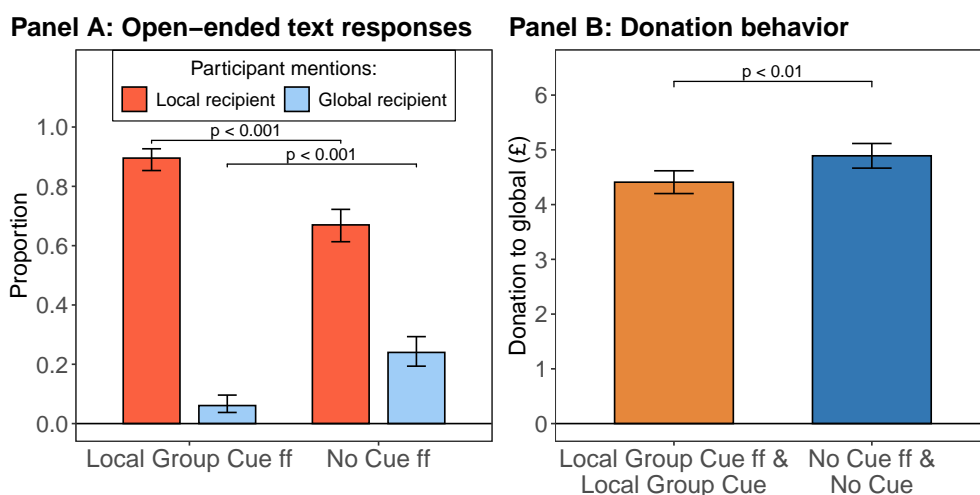 Panel A: Open−ended text responses
Participant mentions:
Local recipient
Global recipient
p < 0.001
p < 0.001
Proportion
1.0
0.8
0.6
0.4
0.2
0.0
Local Group Cue ff
No Cue ff
Panel B: Donation behavior
p < 0.01
Donation to global (£)
6
5
4
3
2
1
0
Local Group Cue ff &
Local Group Cue
No Cue ff &
No Cue